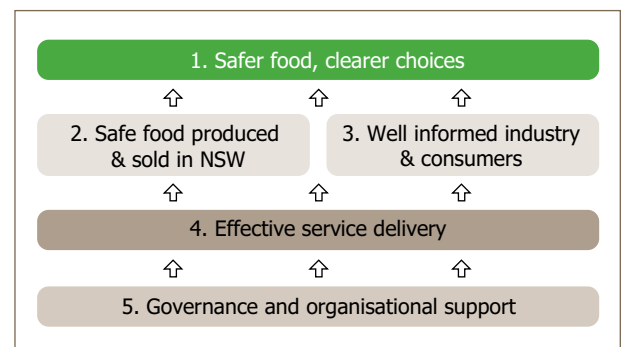 1. Safer food, clearer choices
2. Safe food produced
& sold in NSW
3. Well informed industry
& consumers
4. Effective service delivery
5. Governance and organisational support